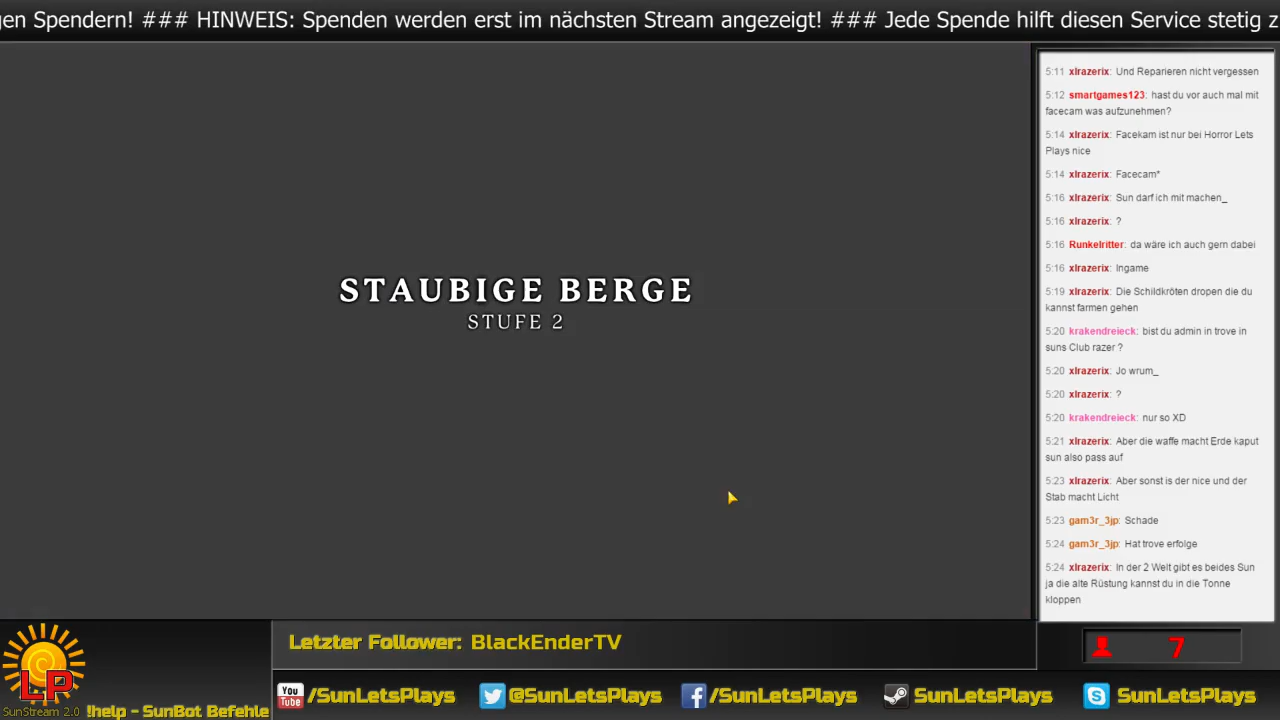 gen Spendern! ### HINWEIS: Spenden werden erst im nächsten Stream angezeigt! ### Jede Spende hilft diesen Service stetig z
STAUBIGE BERGE
STUFE 2
5:11 xlrazerix: Und Reparieren nicht vergessen
5:12 smartgames123: hast du vor auch mal mit
facecam was aufzunehmen?
5:14 xlrazerix: Facekam ist nur bei Horror Lets
Plays nice
5:14 xlrazerix: Facecam*
5:16 xlrazerix: Sun darf ich mit machen_
5:16 xlrazerix: ?
5:16 Runkelritter: da wäre ich auch gern dabei
5:16 xlrazerix: Ingame
5:19 xlrazerix: Die Schildkröten dropen die du
kannst farmen gehen
5:20 krakendreieck: bist du admin in trove in
suns Club razer ?
5:20 xlrazerix: Jo wrum_
5:20 xlrazerix: ?
5:20 krakendreieck: nur so XD
5:21 xlrazerix: Aber die waffe macht Erde kaput
sun also pass auf
5:23 xlrazerix: Aber sonst is der nice und der
Stab macht Licht
5:23 gam3r_3jp: Schade
5:24 gam3r_3jp: Hat trove erfolge
5:24 xlrazerix: In der 2 Welt gibt es beides Sun
ja die alte Rüstung kannst du in die Tonne
kloppen
Letzter Follower: BlackEnderTV
7
LP
SunStream 2.0 !help - SunBot Befehle
You Tube /SunLetsPlays @SunLetsPlays /SunLetsPlays SunLetsPlays SunLetsPlays